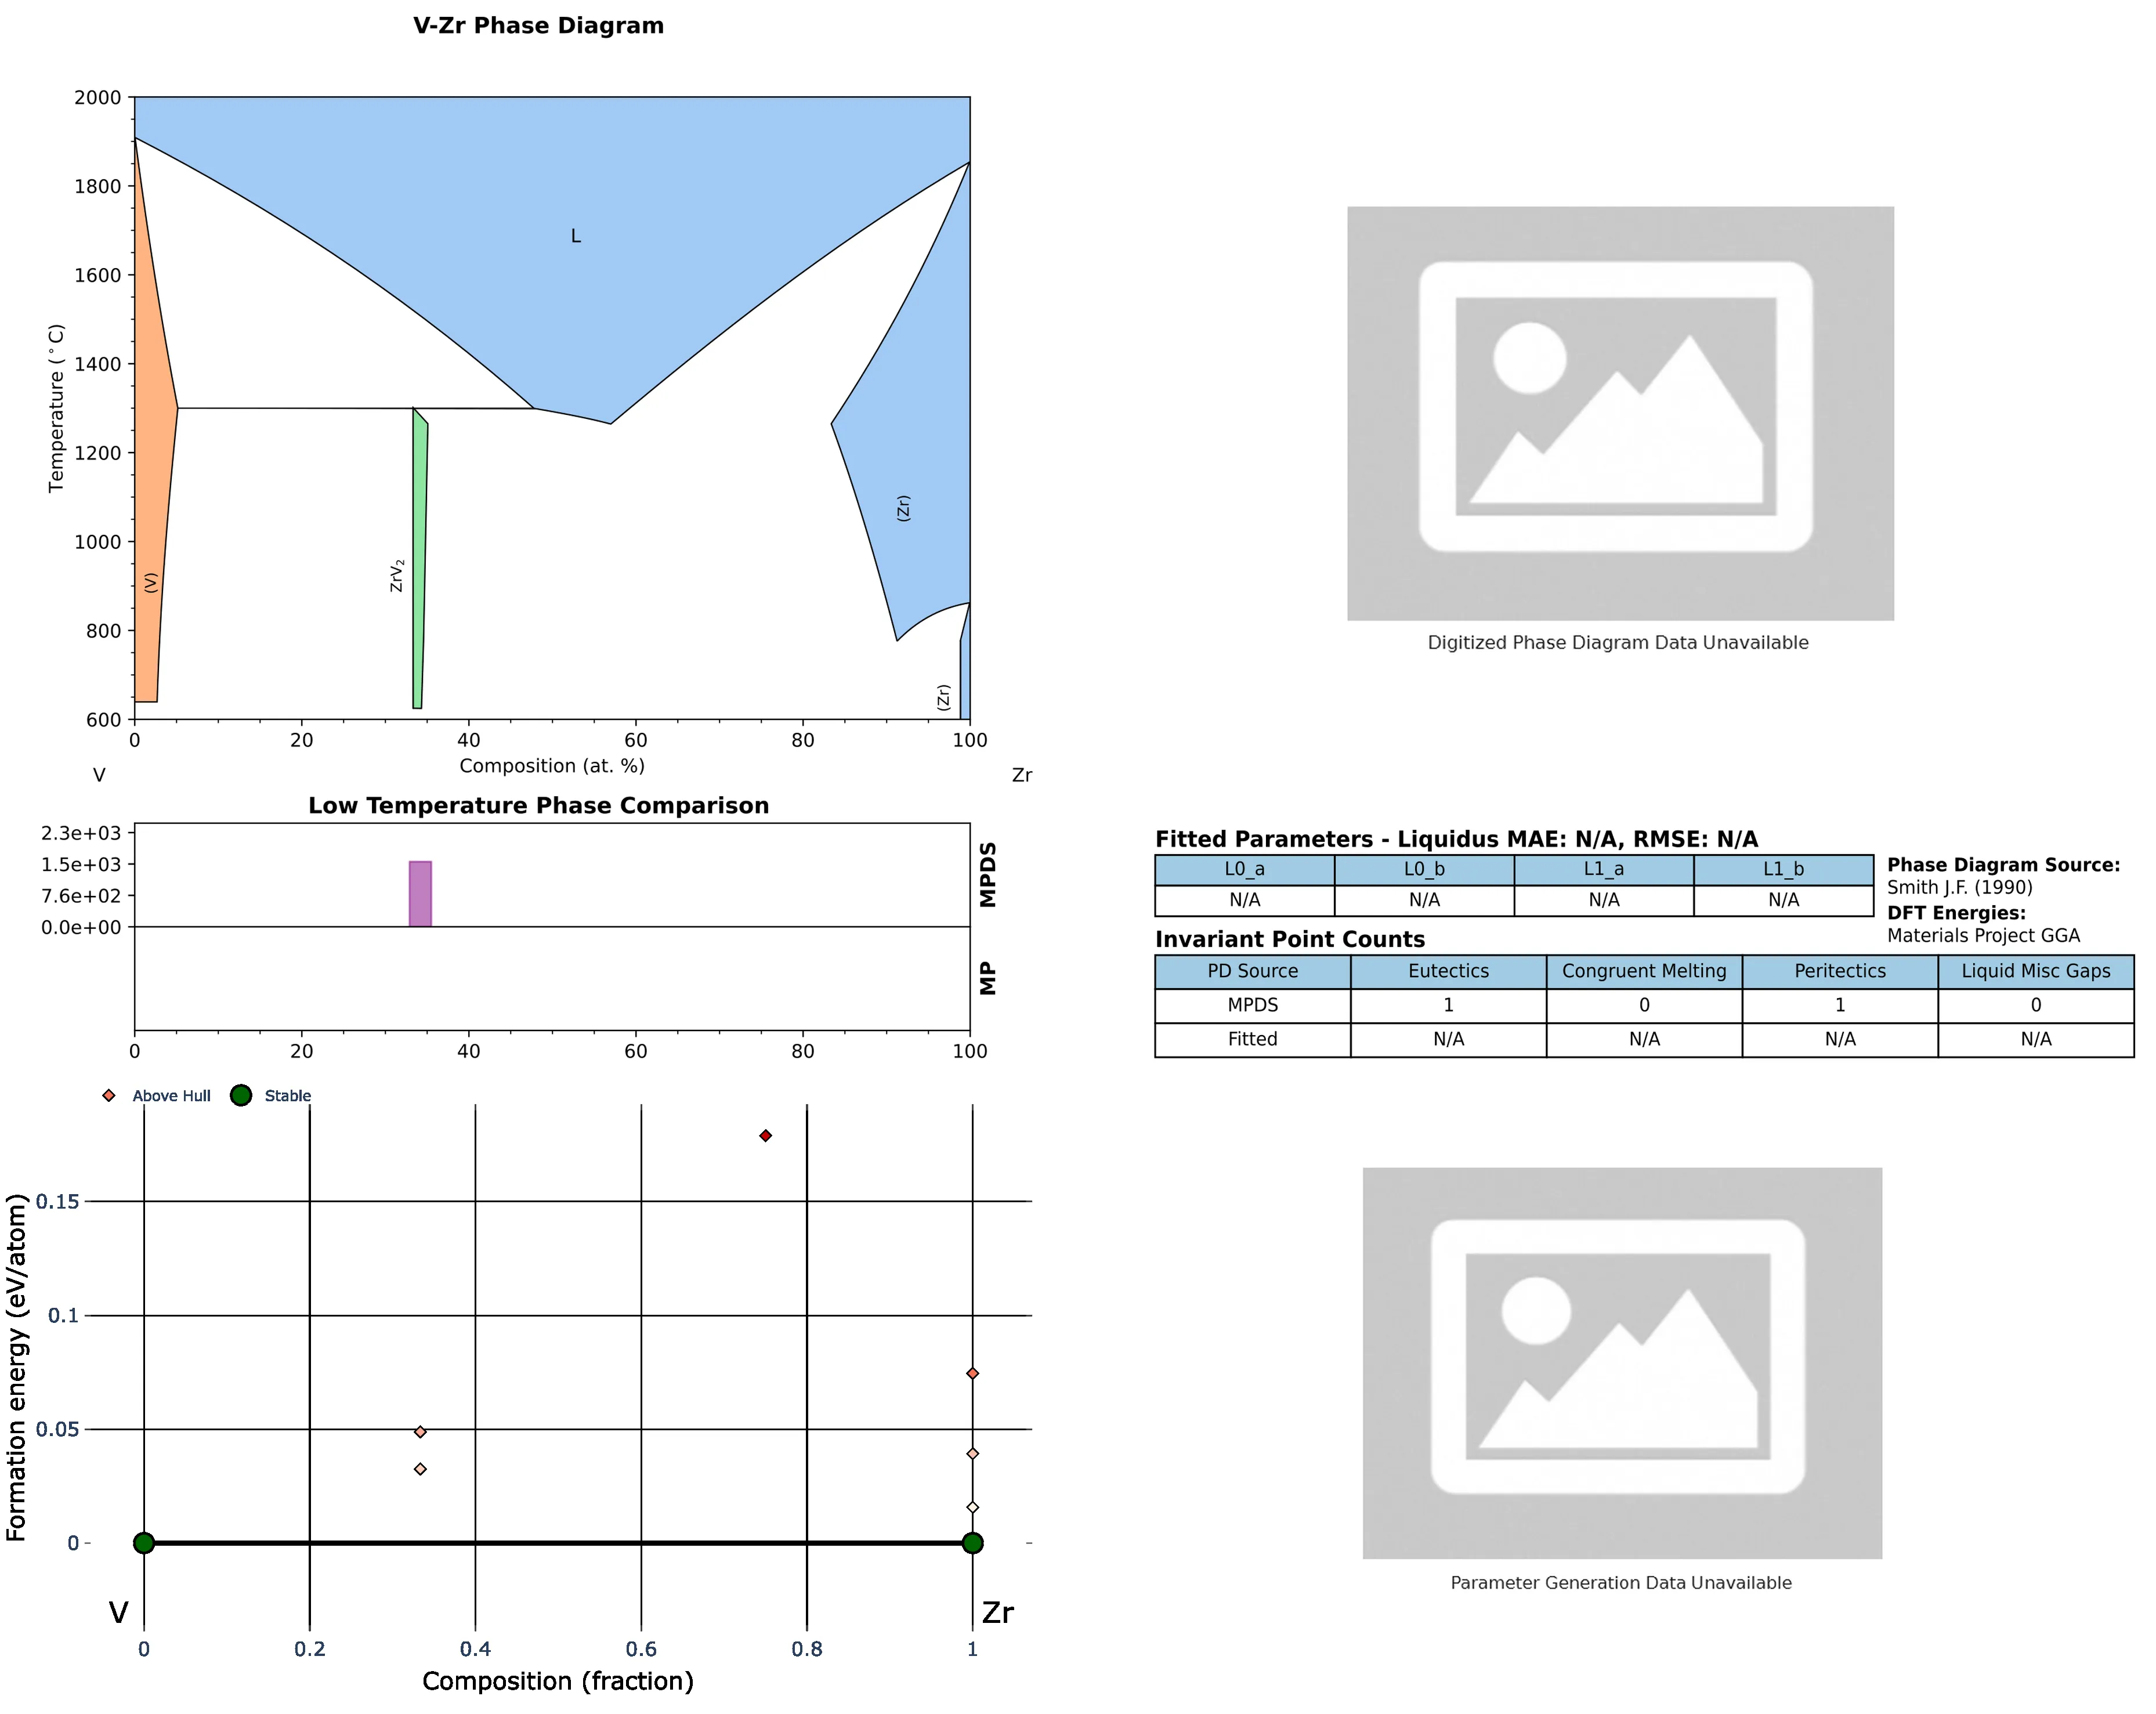 V-Zr Phase Diagram
2000
1800
1600
1400
1200
1000
800
600
Temperature (°C)
L
(V)
ZrV₂
(Zr)
(Zr)
0 20 40 60 80 100
Composition (at. %)
V Zr
Digitized Phase Diagram Data Unavailable
Low Temperature Phase Comparison
2.3e+03
1.5e+03
7.6e+02
0.0e+00
MPDS
MP
0 20 40 60 80 100
Fitted Parameters - Liquidus MAE: N/A, RMSE: N/A
L0_a L0_b L1_a L1_b
N/A N/A N/A N/A
Phase Diagram Source:
Smith J.F. (1990)
DFT Energies:
Materials Project GGA
Invariant Point Counts
PD Source Eutectics Congruent Melting Peritectics Liquid Misc Gaps
MPDS 1 0 1 0
Fitted N/A N/A N/A N/A
Above Hull Stable
0.15
0.1
0.05
0
Formation energy (eV/atom)
V Zr
0 0.2 0.4 0.6 0.8 1
Composition (fraction)
Parameter Generation Data Unavailable